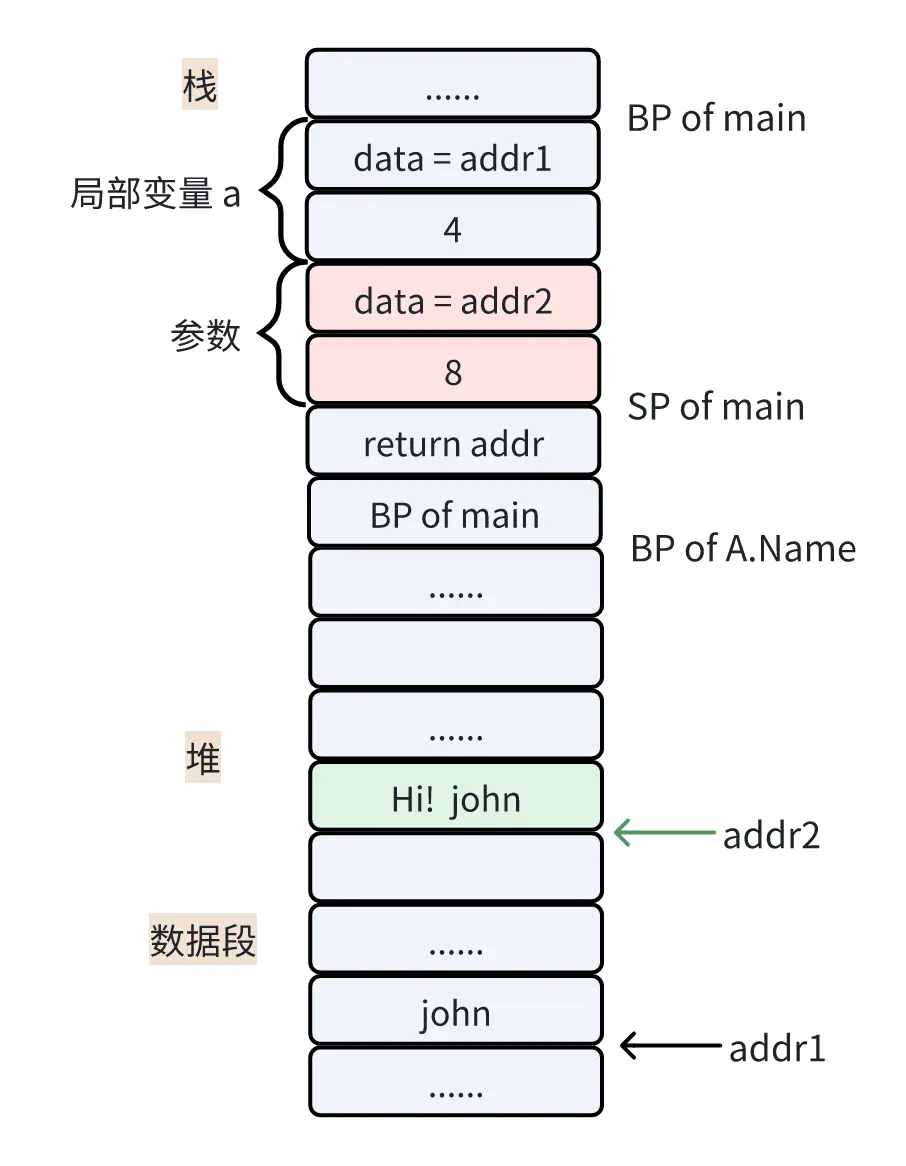 栈
......
BP of main
data = addr1
局部变量 a
4
data = addr2
参数
8
SP of main
return addr
BP of main
BP of A.Name
......
......
堆
Hi!  john
addr2
数据段
......
john
addr1
......